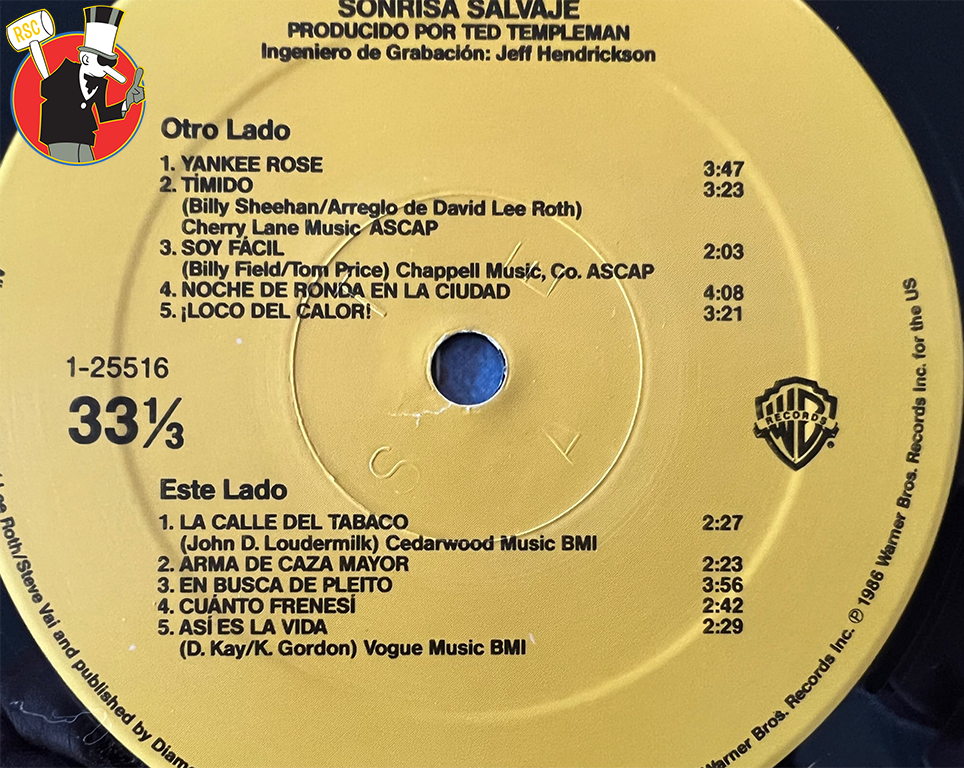 RSC
SONRISA SALVAJE
PRODUCIDO POR TED TEMPLEMAN
Ingeniero de Grabación: Jeff Hendrickson
Otro Lado
1. YANKEE ROSE 3:47
2. TÍMIDO 3:23
(Billy Sheehan/Arreglo de David Lee Roth)
Cherry Lane Music ASCAP
3. SOY FÁCIL 2:03
(Billy Field/Tom Price) Chappell Music, Co. ASCAP
4. NOCHE DE RONDA EN LA CIUDAD 4:08
5. ¡LOCO DEL CALOR! 3:21
1-25516
33⅓
WB
RECORDS
®
SIDE
Este Lado
1. LA CALLE DEL TABACO 2:27
(John D. Loudermilk) Cedarwood Music BMI
2. ARMA DE CAZA MAYOR 2:23
3. EN BUSCA DE PLEITO 3:56
4. CUÁNTO FRENESÍ 2:42
5. ASÍ ES LA VIDA 2:29
(D. Kay/K. Gordon) Vogue Music BMI
Lee Roth/Steve Vai and published by
Warner Bros. Records Inc. ℗ 1986 Warner Bros. Records Inc. for the US